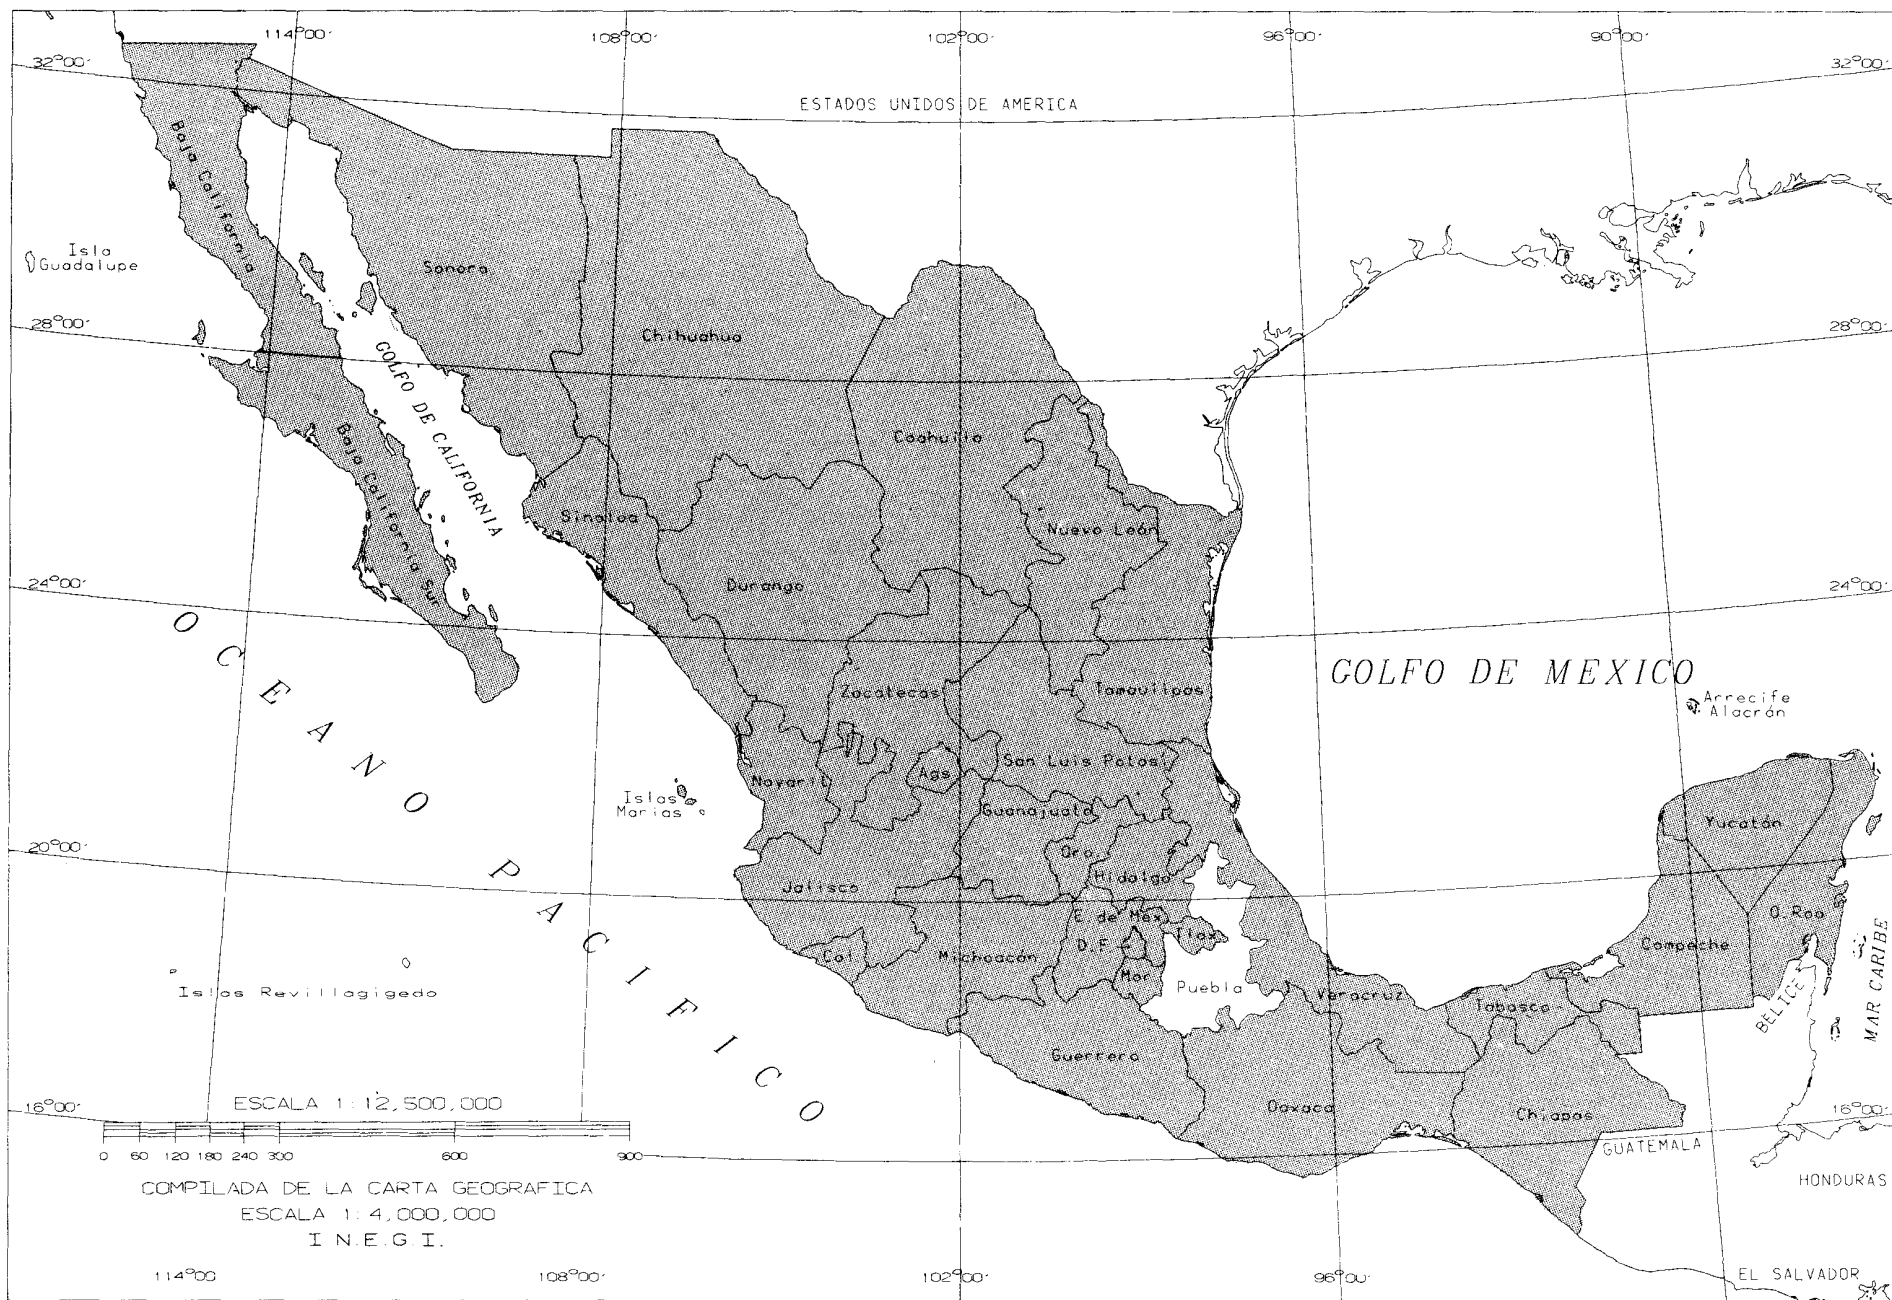 114°00'
108°00'
102°00'
96°00'
90°00'
32°00'
32°00'
ESTADOS UNIDOS DE AMERICA
Baja California
Isla
Guadalupe
Sonora
28°00'
28°00'
Chihuahua
GOLFO DE CALIFORNIA
Coahuila
Baja California Sur
Sinaloa
Nuevo León
24°00'
24°00'
Durango
OCEANO PACIFICO
GOLFO DE MEXICO
Zacatecas
Tamaulipas
Arrecife
Alacrán
San Luis Potosí
Ags
Nayarit
Islas
Marías
Guanajuato
Yucatán
20°00'
Qro.
Hidalgo
Jalisco
E. de Mex.
Q. Roo
Tlax.
D.F.
Campeche
Col
Michoacán
Mor.
Puebla
Islas Revillagigedo
Veracruz
Tabasco
BELICE
MAR CARIBE
Guerrero
Oaxaca
Chiapas
16°00'
16°00'
ESCALA 1:12,500,000
0 60 120 180 240 300 600 900
GUATEMALA
HONDURAS
COMPILADA DE LA CARTA GEOGRAFICA
ESCALA 1:4,000,000
I N.E.G.I.
114°00
108°00'
102°00'
96°00'
EL SALVADOR